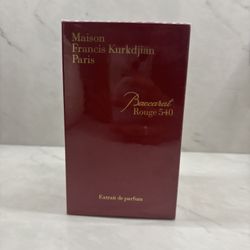 Maison
Francis Kurkdjian
Paris
Baccarat
Rouge 540
Extrait de parfum